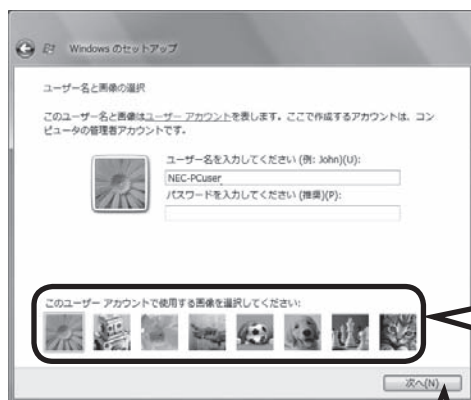 Windows のセットアップ
ユーザー名と画像の選択
このユーザー名と画像はユーザー アカウントを表します。ここで作成するアカウントは、コン
ピュータの管理者アカウントです。
ユーザー名を入力してください (例: John)(U):
NEC-PCuser
パスワードを入力してください (推奨)(P):
このユーザー アカウントで使用する画像を選択してください:
次へ(N)